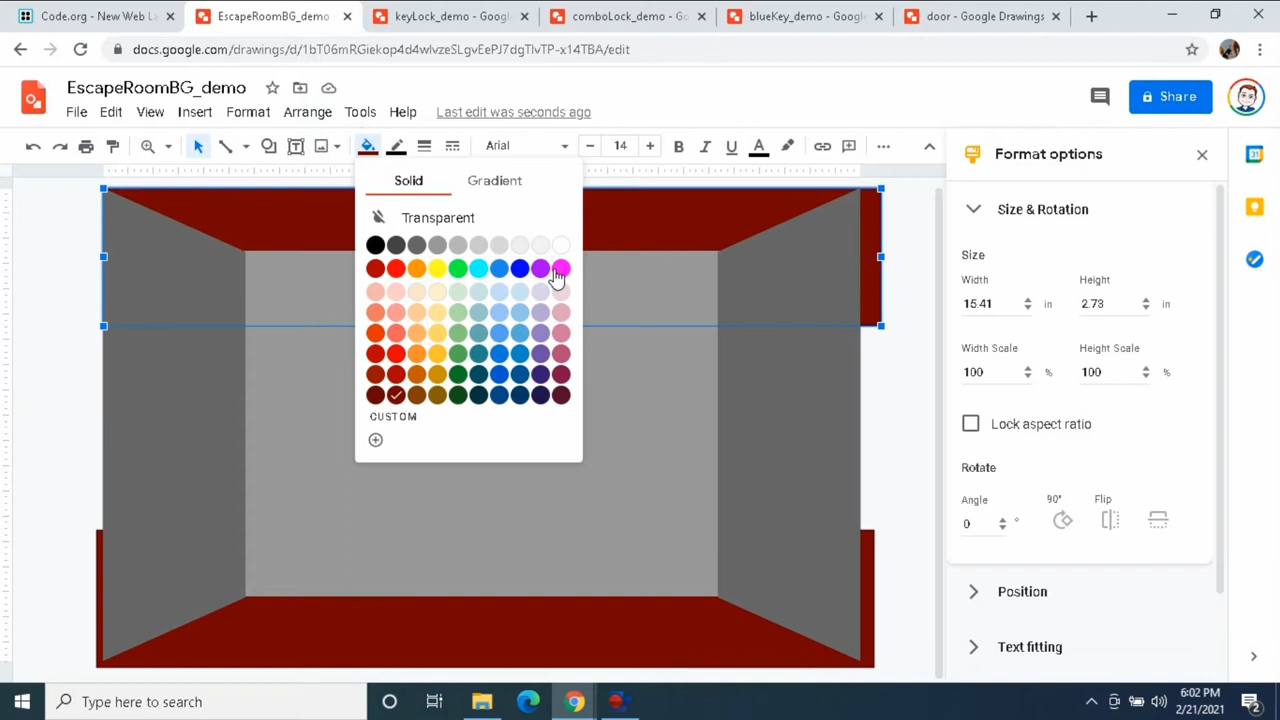 Code.org - New Web La
EscapeRoomBG_demo
keyLock_demo - Google
comboLock_demo - Go
blueKey_demo - Google
door - Google Drawings
docs.google.com/drawings/d/1bT06mRGiekop4d4wlvzeSLgvEePJ7dgTlvTP-x14TBA/edit
EscapeRoomBG_demo
File Edit View Insert Format Arrange Tools Help Last edit was seconds ago
Share
Arial
14
Format options
Solid
Gradient
Transparent
CUSTOM
Size & Rotation
Size
Width
Height
15.41 in
2.73 in
Width Scale
Height Scale
100 %
100 %
Lock aspect ratio
Rotate
Angle
90°
Flip
0 °
Position
Text fitting
Type here to search
6:02 PM
2/21/2021
2